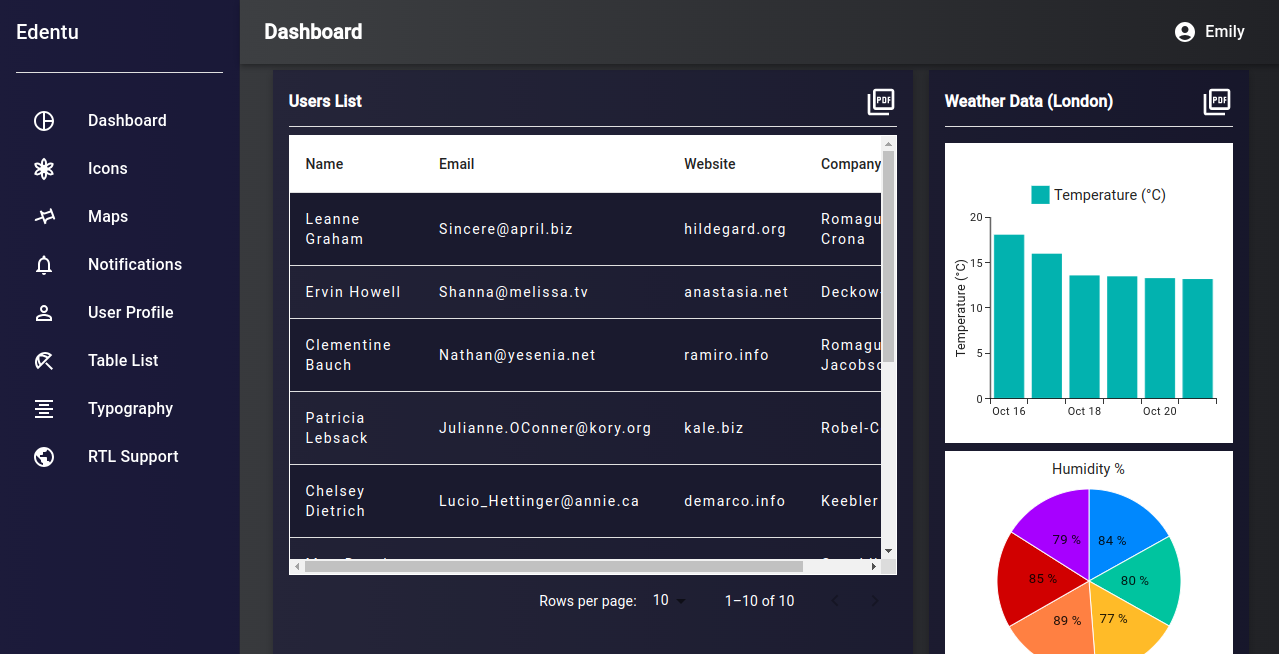 Edentu
Dashboard
Icons
Maps
Notifications
User Profile
Table List
Typography
RTL Support
Dashboard
Emily
Users List
PDF
Name Email Website Company
Leanne
Graham
Sincere@april.biz
hildegard.org
Romagu
Crona
Ervin Howell Shanna@melissa.tv anastasia.net Deckow
Clementine
Bauch
Nathan@yesenia.net
ramiro.info
Romagu
Jacobso
Patricia
Lebsack
Julianne.OConner@kory.org
kale.biz
Robel-C
Chelsey
Dietrich
Lucio_Hettinger@annie.ca
demarco.info
Keebler
Rows per page: 10 1–10 of 10
Weather Data (London)
PDF
Temperature (°C)
Temperature (°C)
20
15
10
5
0
Oct 16 Oct 18 Oct 20
Humidity %
79 % 84 %
85 % 80 %
89 % 77 %